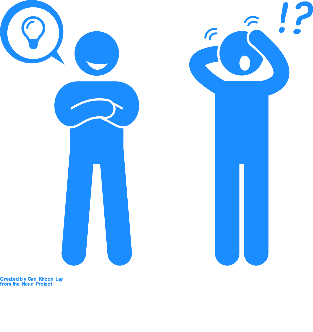 !?
Created by Gan Khoon Lay
from the Noun Project